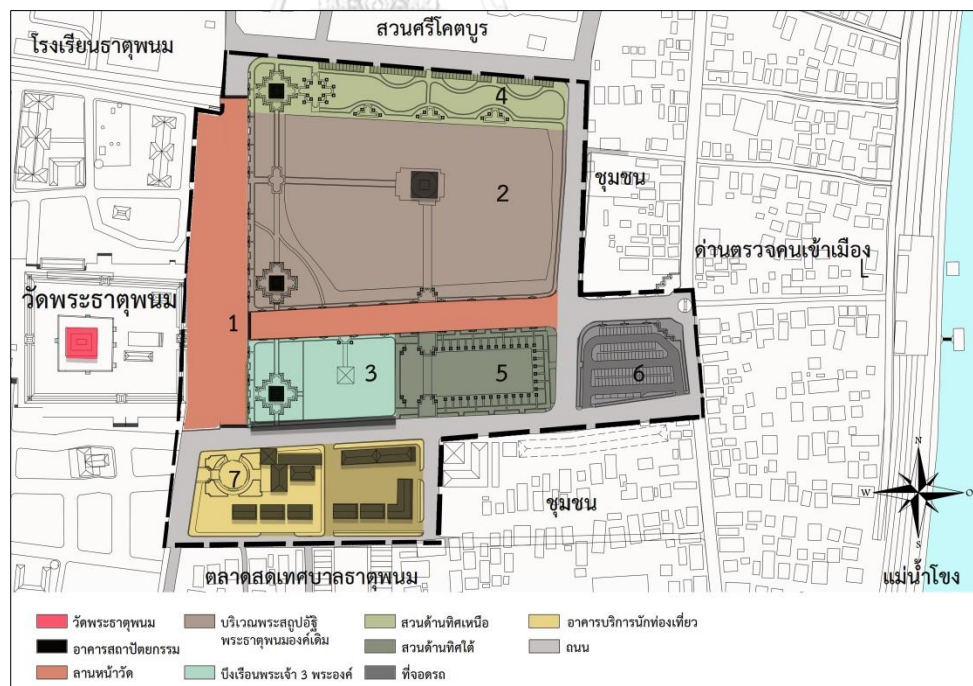 โรงเรียนธาตุพนม
สวนศรีโคตบูร
4
2
ชุมชน
ด่านตรวจคนเข้าเมือง
วัดพระธาตุพนม
1
3
5
6
N
W
O
S
7
ชุมชน
ตลาดสดเทศบาลธาตุพนม
แม่น้ำโขง
วัดพระธาตุพนม
บริเวณพระสถูปอัฐิ
พระธาตุพนมองค์เดิม
สวนด้านทิศเหนือ
อาคารบริการนักท่องเที่ยว
อาคารสถาปัตยกรรม
สวนด้านทิศใต้
ถนน
ลานหน้าวัด
บึงเรือนพระเจ้า 3 พระองค์
ที่จอดรถ